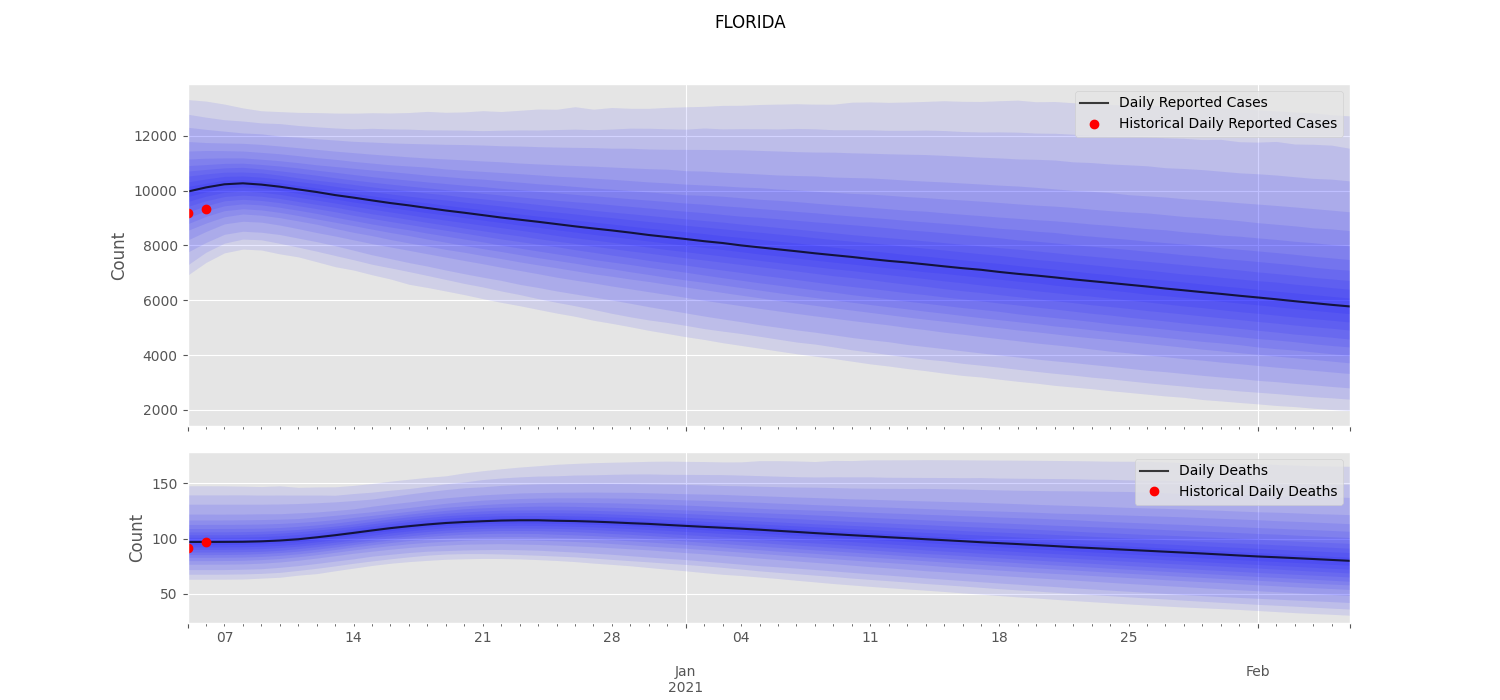 FLORIDA
Count
12000
10000
8000
6000
4000
2000
Daily Reported Cases
Historical Daily Reported Cases
Count
150
100
50
Daily Deaths
Historical Daily Deaths
07 14 21 28 04 11 18 25
Jan Feb
2021